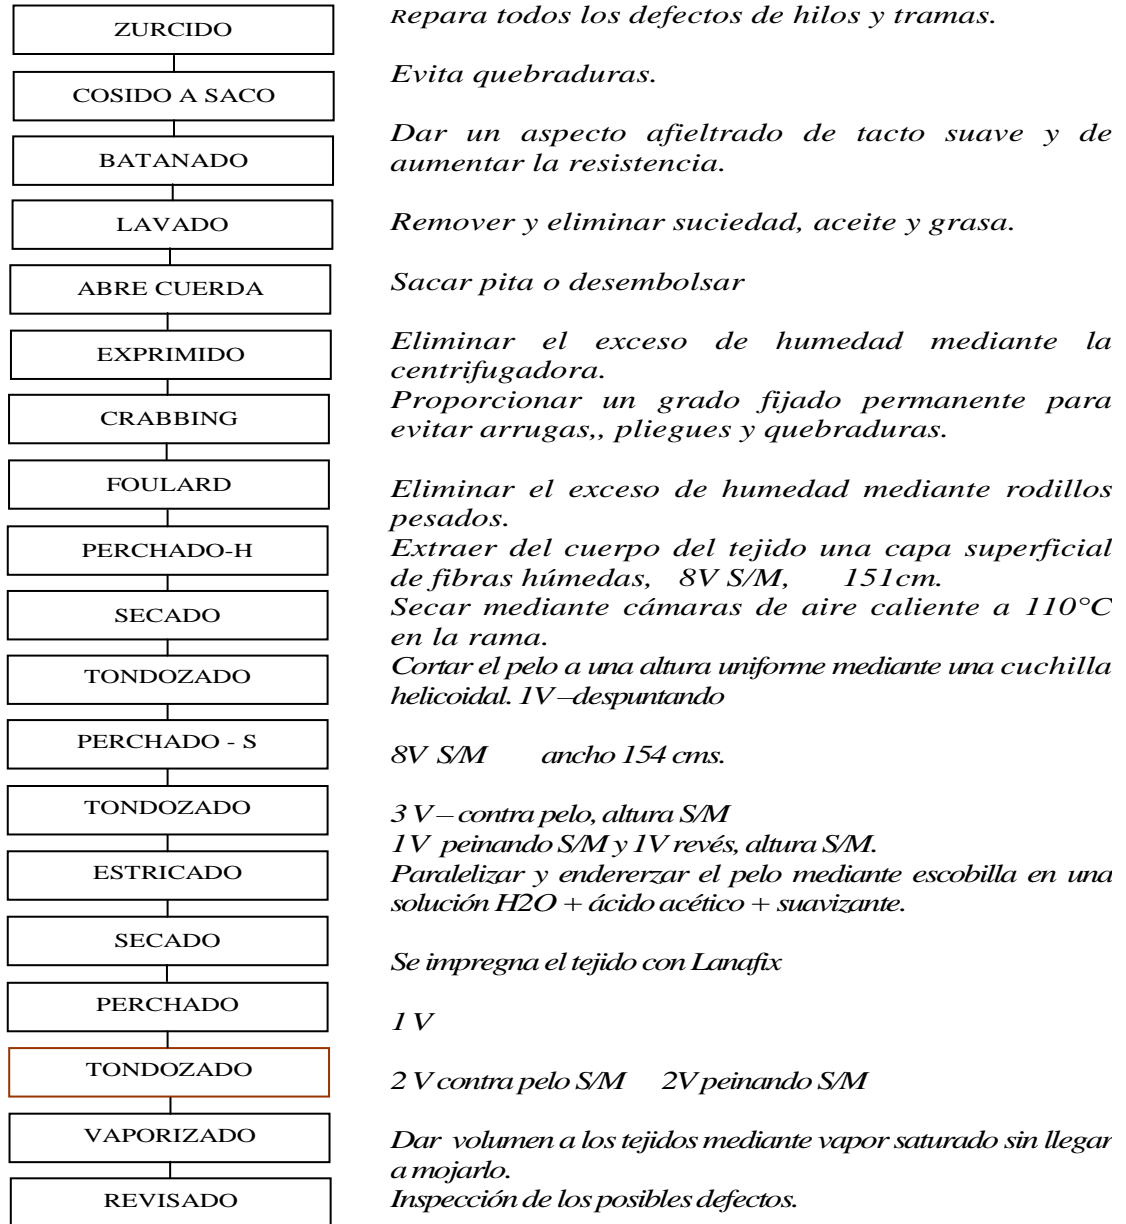 ZURCIDO
Repara todos los defectos de hilos y tramas.
COSIDO A SACO
Evita quebraduras.
BATANADO
Dar un aspecto afieltrado de tacto suave y de
aumentar la resistencia.
LAVADO
Remover y eliminar suciedad, aceite y grasa.
ABRE CUERDA
Sacar pita o desembolsar
EXPRIMIDO
Eliminar el exceso de humedad mediante la
centrifugadora.
CRABBING
Proporcionar un grado fijado permanente para
evitar arrugas,, pliegues y quebraduras.
FOULARD
Eliminar el exceso de humedad mediante rodillos
pesados.
PERCHADO-H
Extraer del cuerpo del tejido una capa superficial
de fibras húmedas, 8V S/M, 151cm.
SECADO
Secar mediante cámaras de aire caliente a 110°C
en la rama.
TONDOZADO
Cortar el pelo a una altura uniforme mediante una cuchilla
helicoidal. 1V –despuntando
PERCHADO - S
8V S/M ancho 154 cms.
TONDOZADO
3 V – contra pelo, altura S/M
1V peinando S/M y 1V revés, altura S/M.
ESTRICADO
Paralelizar y endererzar el pelo mediante escobilla en una
solución H2O + ácido acético + suavizante.
SECADO
Se impregna el tejido con Lanafix
PERCHADO
1 V
TONDOZADO
2 V contra pelo S/M 2V peinando S/M
VAPORIZADO
Dar volumen a los tejidos mediante vapor saturado sin llegar
a mojarlo.
REVISADO
Inspección de los posibles defectos.